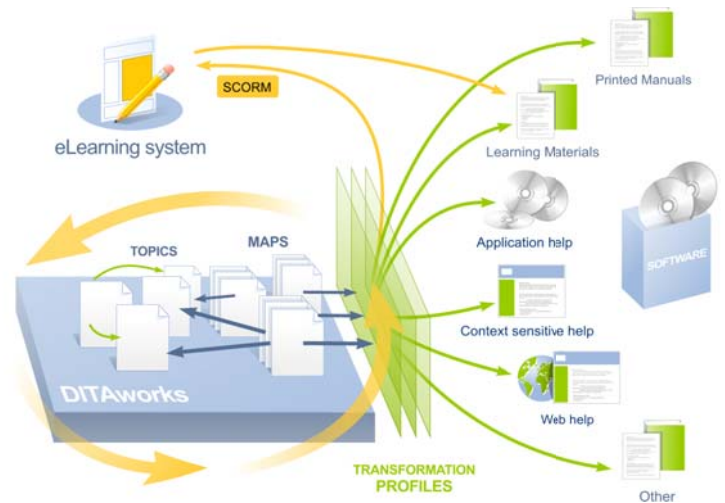 Printed Manuals
SCORM
eLearning system
Learning Materials
Application help
SOFTWARE
TOPICS
MAPS
Context sensitive help
DITAworks
Web help
TRANSFORMATION
PROFILES
Other